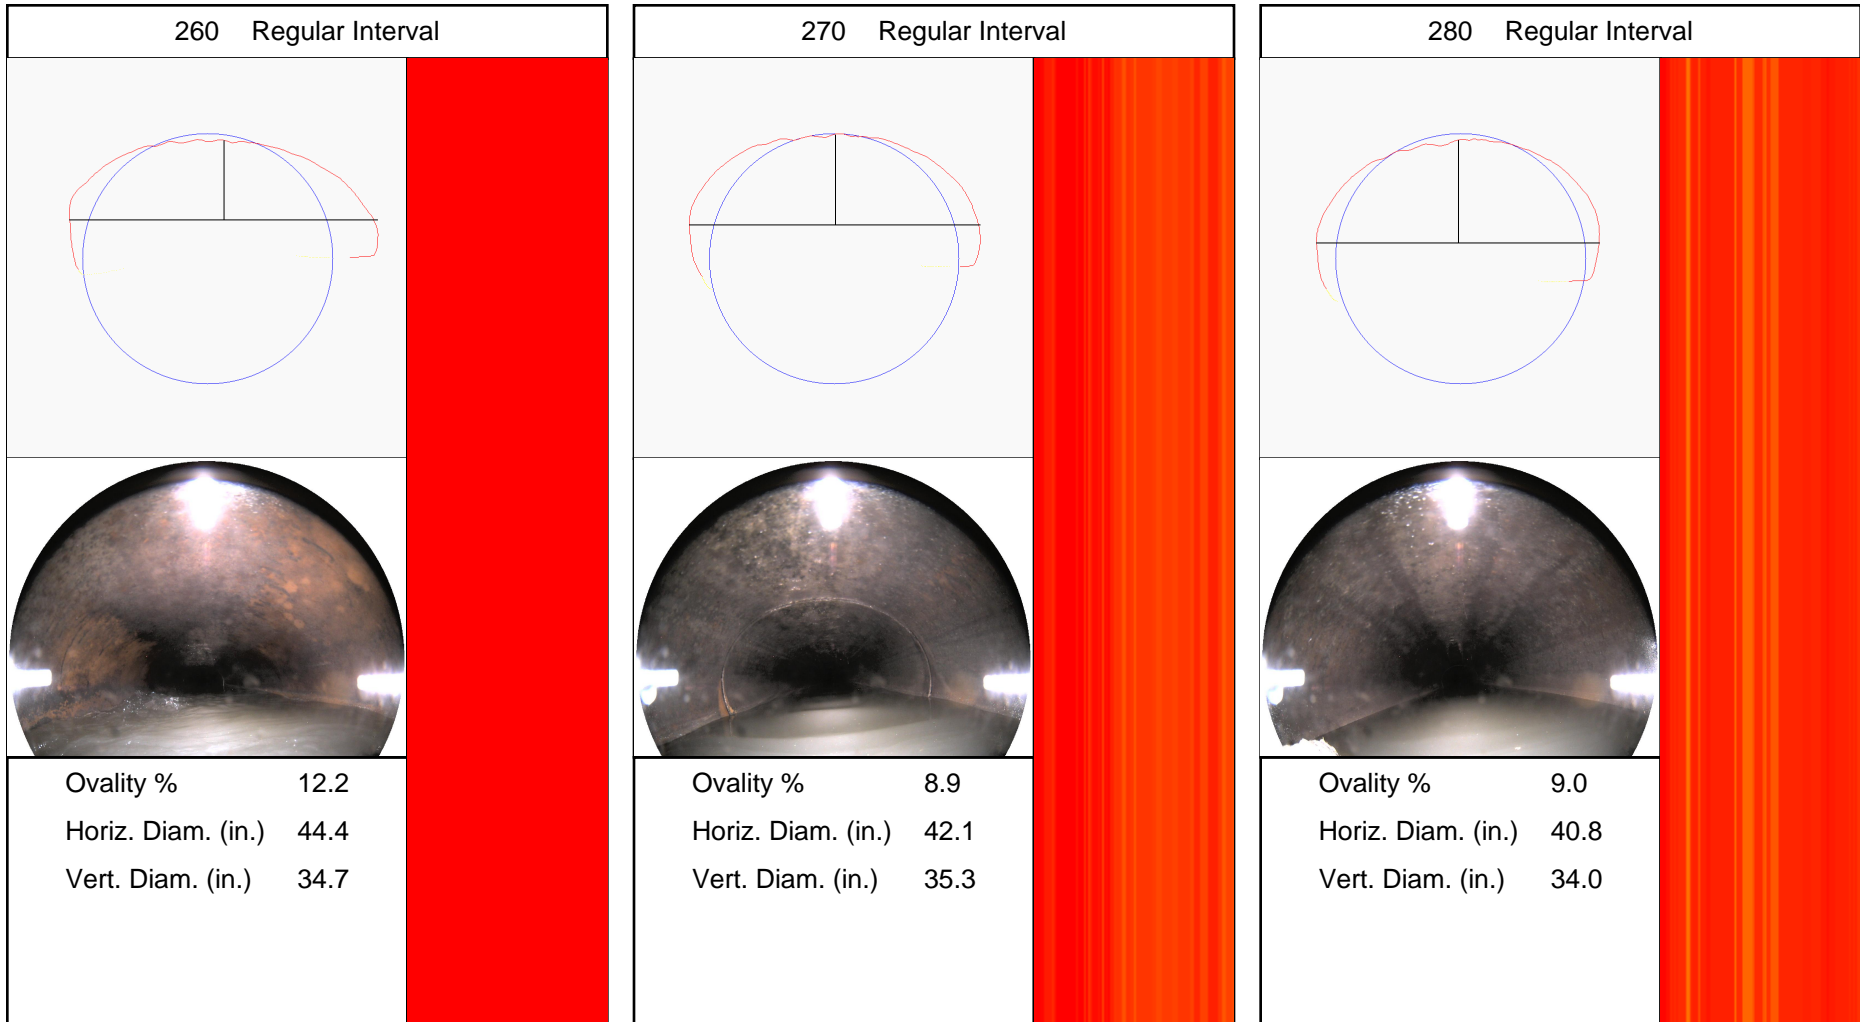 260 Regular Interval
Ovality % 12.2
Horiz. Diam. (in.) 44.4
Vert. Diam. (in.) 34.7
270 Regular Interval
Ovality % 8.9
Horiz. Diam. (in.) 42.1
Vert. Diam. (in.) 35.3
280 Regular Interval
Ovality % 9.0
Horiz. Diam. (in.) 40.8
Vert. Diam. (in.) 34.0